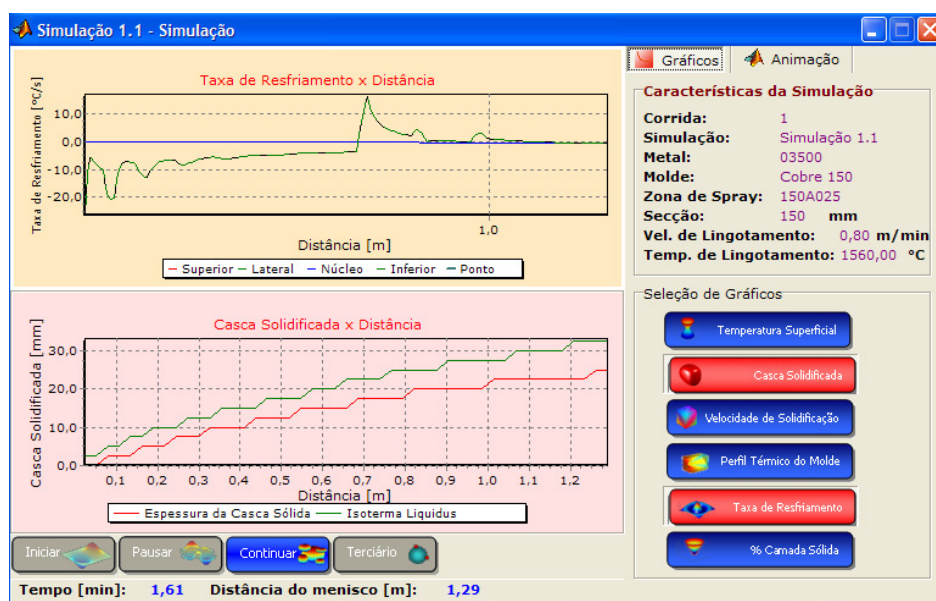 Simulação 1.1 - Simulação
Taxa de Resfriamento x Distância
Taxa de Resfriamento [ºC/s]
10,0
0,0
-10,0
-20,0
1,0
Distância [m]
Superior Lateral Núcleo Inferior Ponto
Casca Solidificada x Distância
Casca Solidificada [mm]
30,0
20,0
10,0
0,0
0,1 0,2 0,3 0,4 0,5 0,6 0,7 0,8 0,9 1,0 1,1 1,2
Distância [m]
Espessura da Casca Sólida Isoterma Liquidus
Iniciar Pausar Continuar Terciário
Tempo [min]: 1,61 Distância do menisco [m]: 1,29
Gráficos Animação
Características da Simulação
Corrida: 1
Simulação: Simulação 1.1
Metal: 03500
Molde: Cobre 150
Zona de Spray: 150A025
Secção: 150 mm
Vel. de Lingotamento: 0,80 m/min
Temp. de Lingotamento: 1560,00 °C
Seleção de Gráficos
Temperatura Superficial
Casca Solidificada
Velocidade de Solidificação
Perfil Térmico do Molde
Taxa de Resfriamento
% Camada Sólida